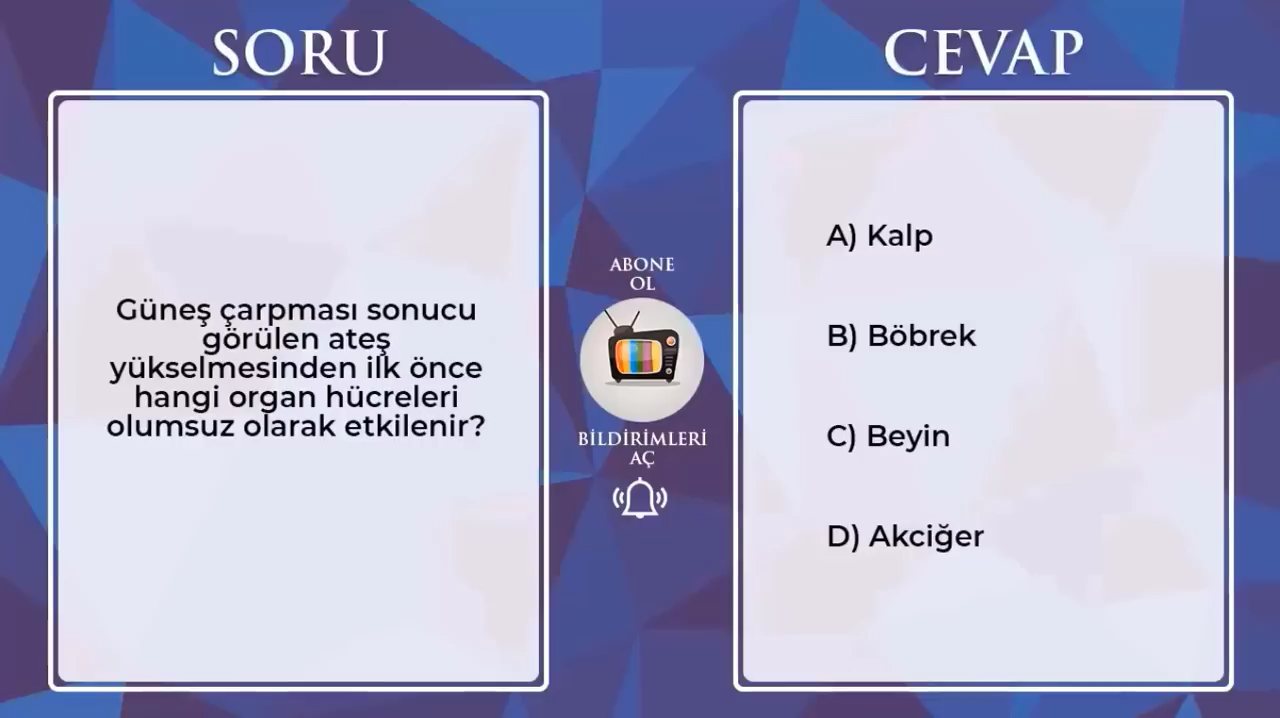 SORU
Güneş çarpması sonucu
görülen ateş
yükselmesinden ilk önce
hangi organ hücreleri
olumsuz olarak etkilenir?
ABONE
OL
BİLDİRİMLERİ
AÇ
CEVAP
A) Kalp
B) Böbrek
C) Beyin
D) Akciğer